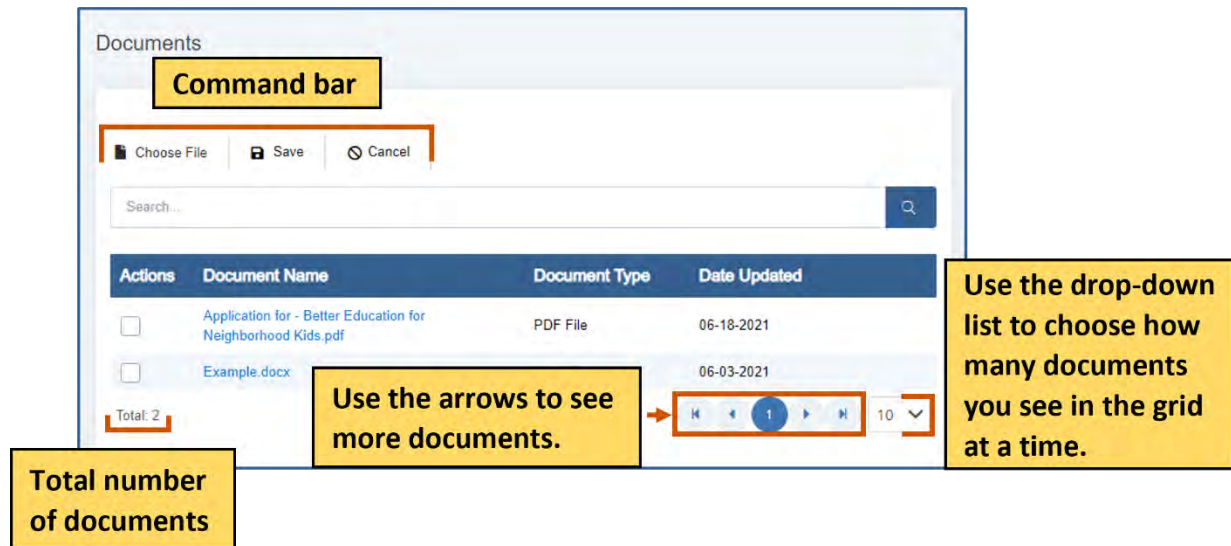 Documents
Command bar
Choose File Save Cancel
Search...
Actions Document Name Document Type Date Updated
Application for - Better Education for
Neighborhood Kids.pdf
PDF File 06-18-2021
Example.docx 06-03-2021
Total: 2
Use the arrows to see
more documents.
1
10
Use the drop-down
list to choose how
many documents
you see in the grid
at a time.
Total number
of documents